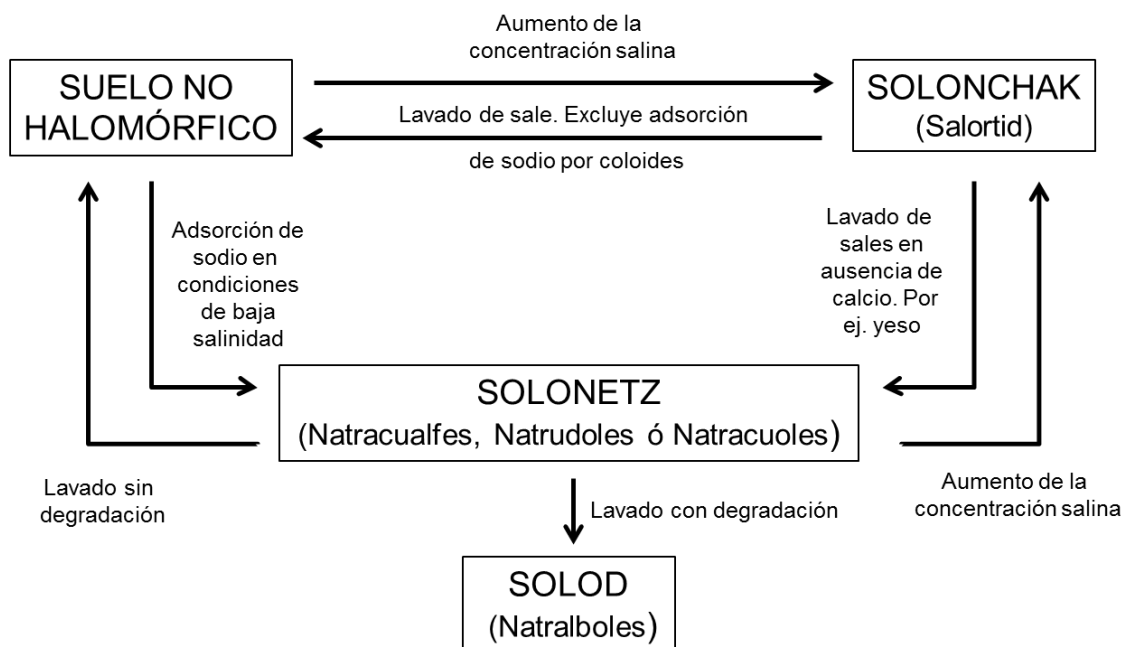 Aumento de la
concentración salina
SUELO NO
HALOMÓRFICO
SOLONCHAK
(Salortid)
Lavado de sale. Excluye adsorción
de sodio por coloides
Adsorción de
sodio en
condiciones
de baja
salinidad
Lavado de
sales en
ausencia de
calcio. Por
ej. yeso
SOLONETZ
(Natracualfes, Natrudoles ó Natracuoles)
Lavado sin
degradación
Lavado con degradación
Aumento de la
concentración salina
SOLOD
(Natralboles)